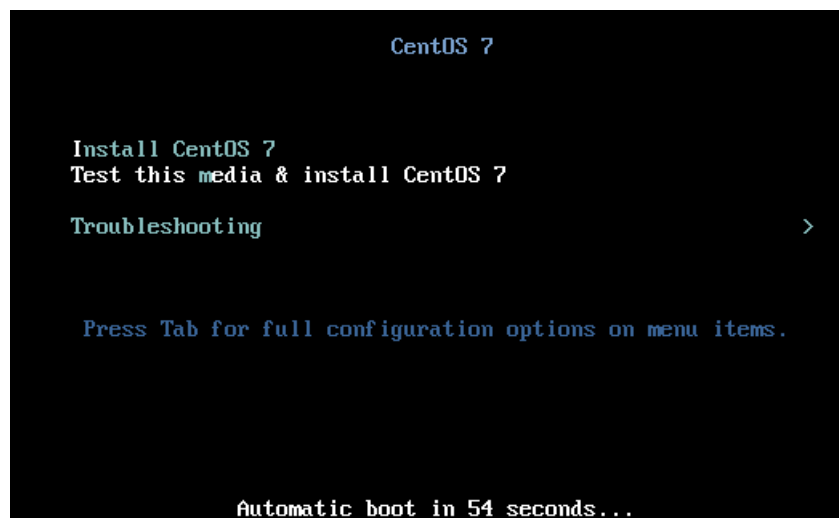 CentOS 7
Install CentOS 7
Test this media & install CentOS 7
Troubleshooting >
Press Tab for full configuration options on menu items.
Automatic boot in 54 seconds...